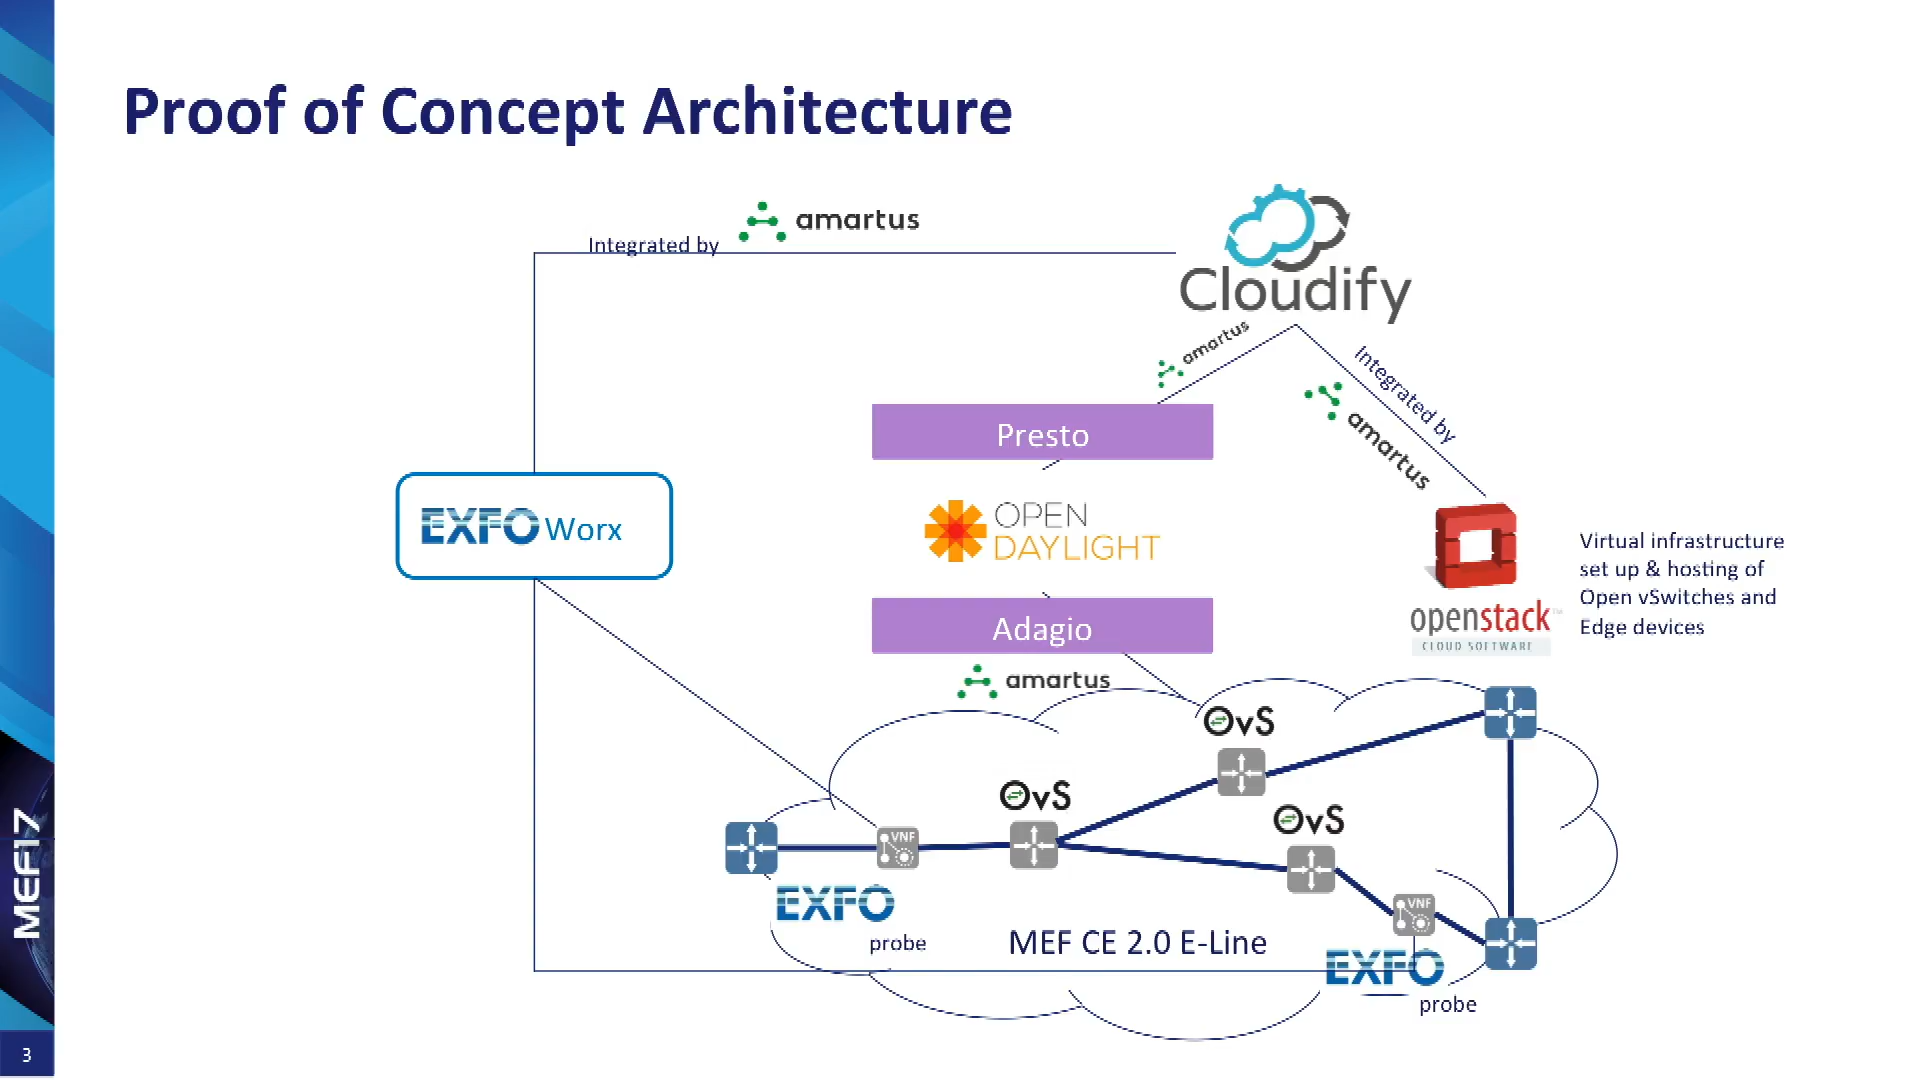 Proof of Concept Architecture
Integrated by
amartus
Cloudify
amartus
Integrated by
amartus
Presto
EXFO Worx
OPEN
DAYLIGHT
openstack™
CLOUD SOFTWARE
Virtual infrastructure
set up & hosting of
Open vSwitches and
Edge devices
Adagio
amartus
OvS
OvS
OvS
VNF
VNF
EXFO
probe
MEF CE 2.0 E-Line
EXFO
probe
MEF17
3